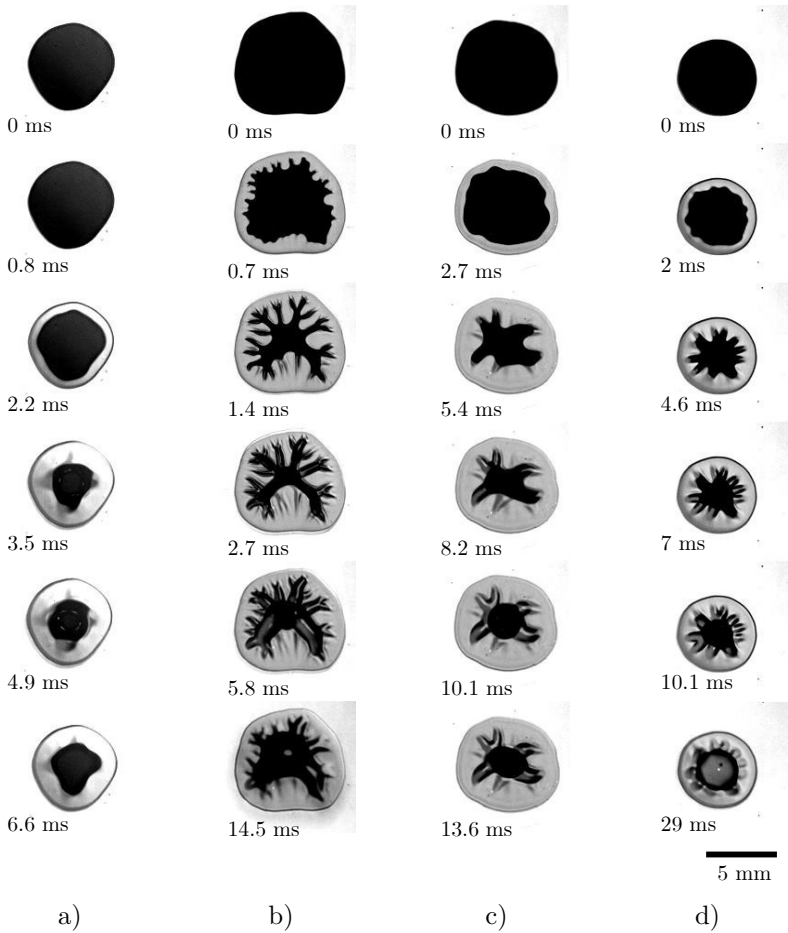 0 ms 0 ms 0 ms 0 ms
0.8 ms 0.7 ms 2.7 ms 2 ms
2.2 ms 1.4 ms 5.4 ms 4.6 ms
3.5 ms 2.7 ms 8.2 ms 7 ms
4.9 ms 5.8 ms 10.1 ms 10.1 ms
6.6 ms 14.5 ms 13.6 ms 29 ms
5 mm
a) b) c) d)